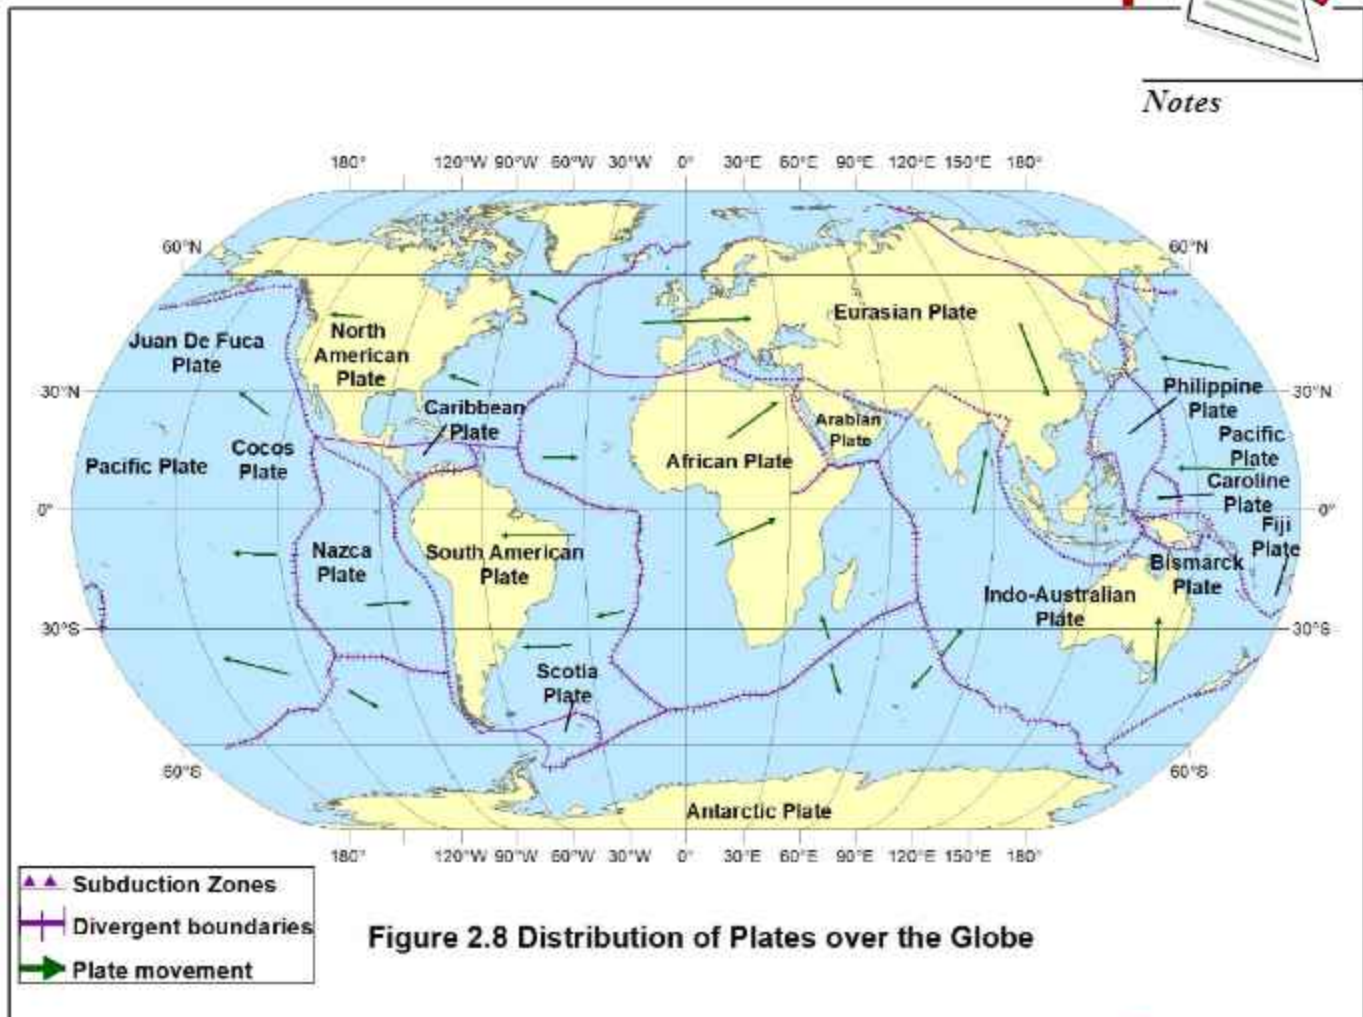 Notes
180° 120°W 90°W 60°W 30°W 0° 30°E 60°E 90°E 120°E 150°E 180°
60°N 60°N
Eurasian Plate
Juan De Fuca
Plate
North
American
Plate
30°N 30°N
Philippine
Plate
Caribbean
Plate
Arabian
Plate
Pacific
Plate
Cocos
Plate
Pacific Plate
African Plate
Caroline
Plate
0° 0°
Fiji
Plate
Nazca
Plate
South American
Plate
Bismarck
Plate
Indo-Australian
Plate
30°S 30°S
Scotia
Plate
60°S 60°S
Antarctic Plate
180° 120°W 90°W 60°W 30°W 0° 30°E 60°E 90°E 120°E 150°E 180°
Subduction Zones
Divergent boundaries
Plate movement
Figure 2.8 Distribution of Plates over the Globe